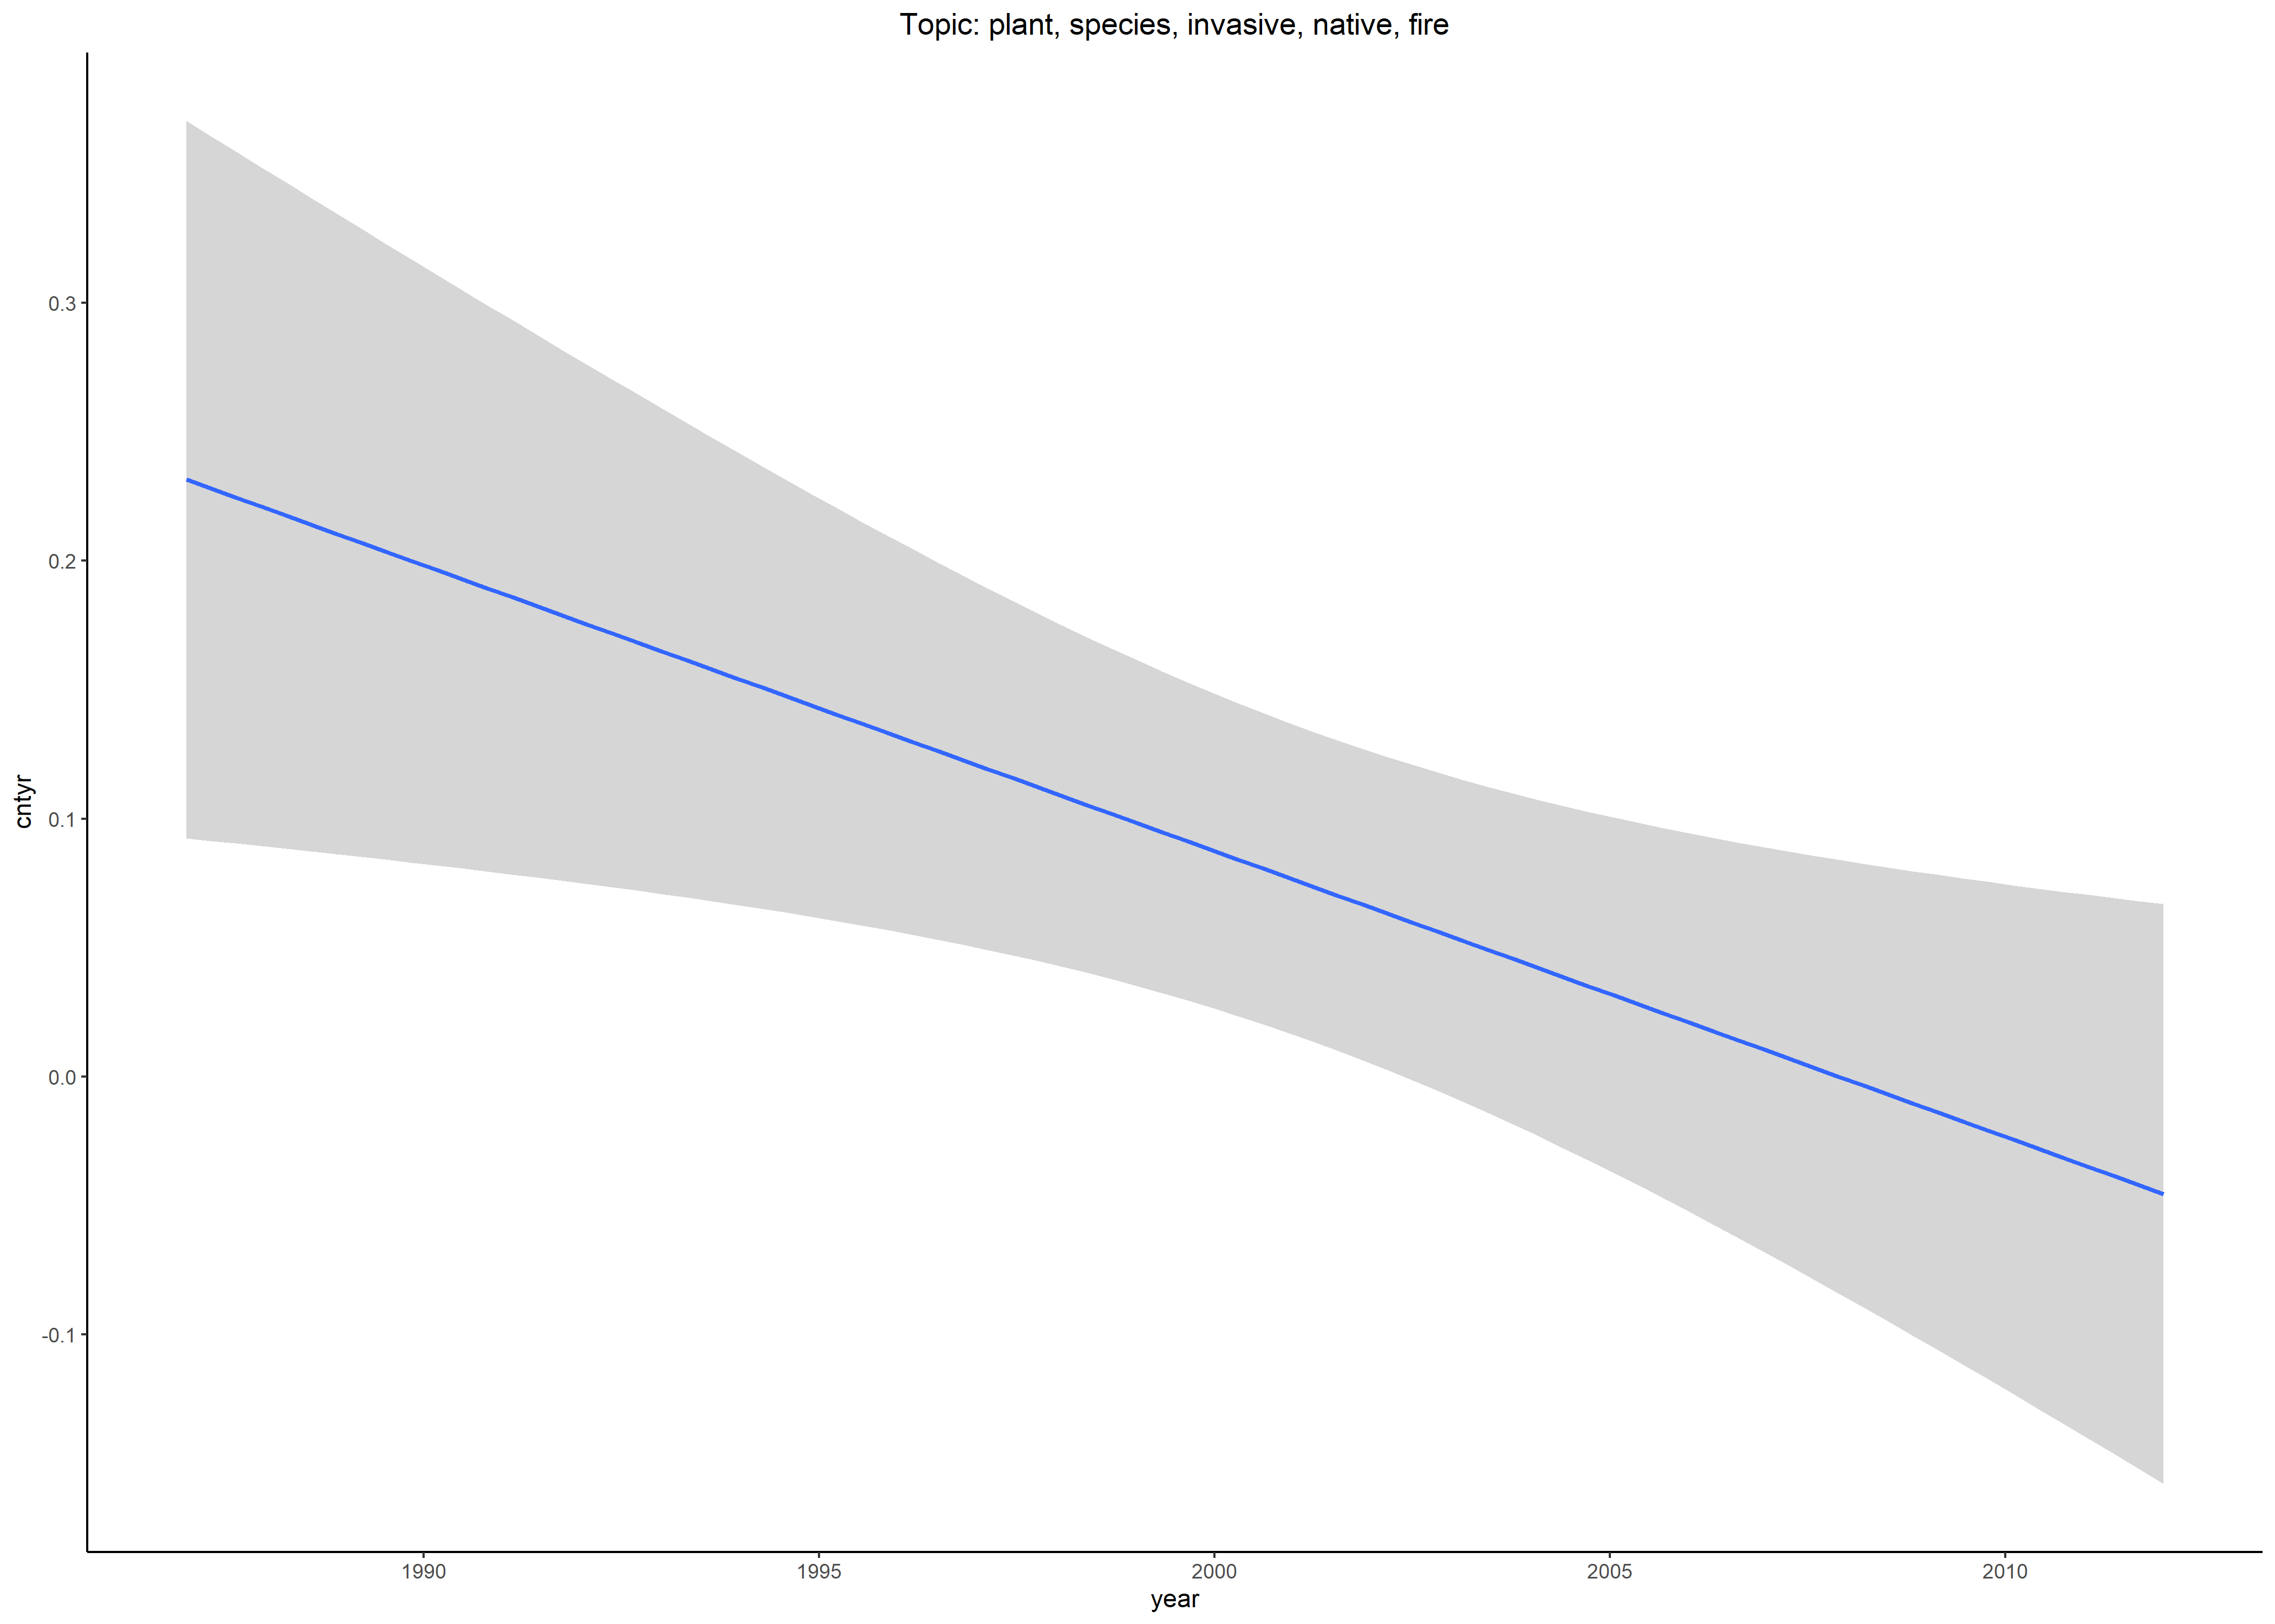 Topic: plant, species, invasive, native, fire
cntyr
0.3
0.2
0.1
0.0
-0.1
1990 1995 2000 2005 2010
year